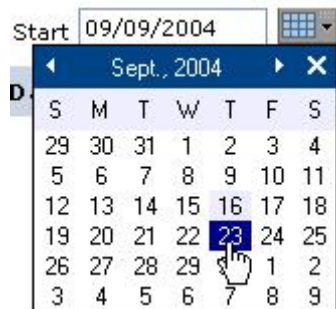 Start 09/09/2004
Sept., 2004
D.
S M T W T F S
29 30 31 1 2 3 4
5 6 7 8 9 10 11
12 13 14 15 16 17 18
19 20 21 22 23 24 25
26 27 28 29 1 2
3 4 5 6 7 8 9